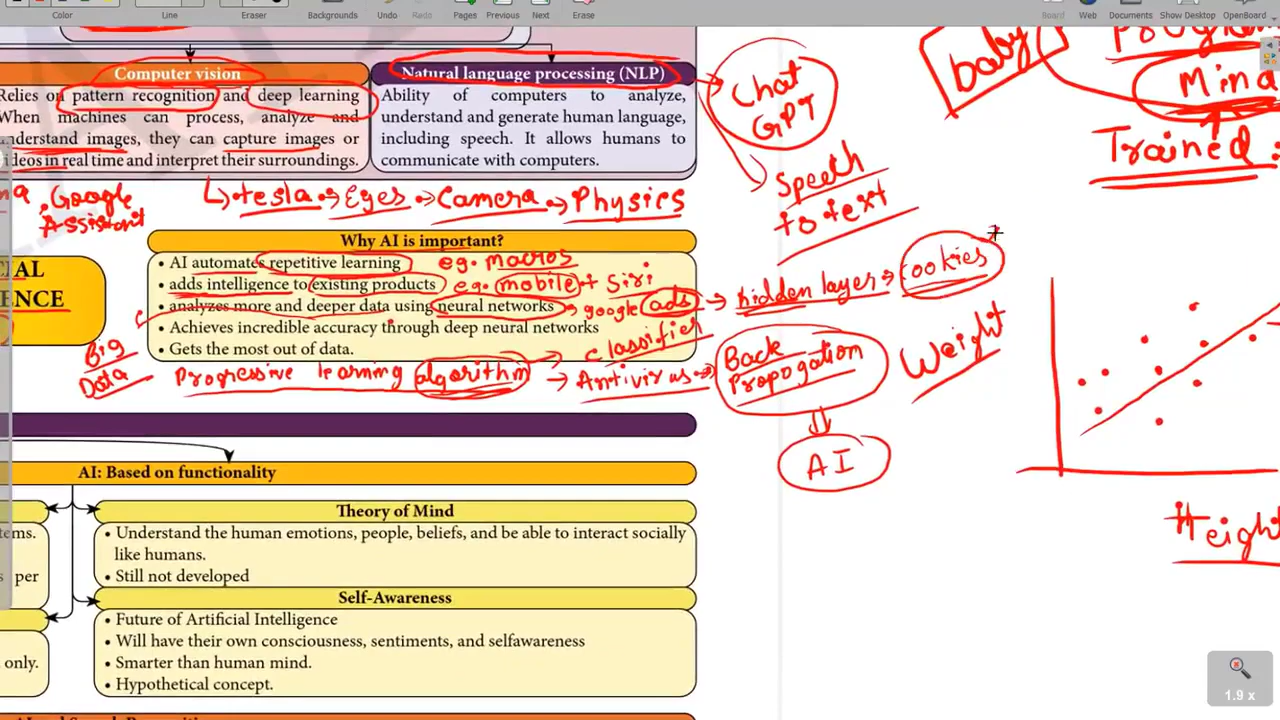 Color
Line
Eraser
Backgrounds
Undo
Redo
Pages
Previous
Next
Erase
Board
Web
Documents
Show Desktop
OpenBoard
Computer vision
Relies on pattern recognition and deep learning
When machines can process, analyze and
understand images, they can capture images or
videos in real time and interpret their surroundings.
Natural language processing (NLP)
Ability of computers to analyze,
understand and generate human language,
including speech. It allows humans to
communicate with computers.
Chat
GPT
Speech
to text
baby
Mind
Trained
Google
Assistant
Tesla → Eyes → Camera → Physics
Why AI is important?
• AI automates repetitive learning eg. macros
• adds intelligence to existing products eg. mobile + Siri
• analyzes more and deeper data using neural networks → google ads → hidden layer → cookies
• Achieves incredible accuracy through deep neural networks
• Gets the most out of data.
classifier
Big
Data
Progressive learning algorithm → Antivirus → Back
Propogation
AI
Weight
Height
AI: Based on functionality
Theory of Mind
• Understand the human emotions, people, beliefs, and be able to interact socially
like humans.
• Still not developed
Self-Awareness
• Future of Artificial Intelligence
• Will have their own consciousness, sentiments, and selfawareness
• Smarter than human mind.
• Hypothetical concept.
per
only.
1.9 x